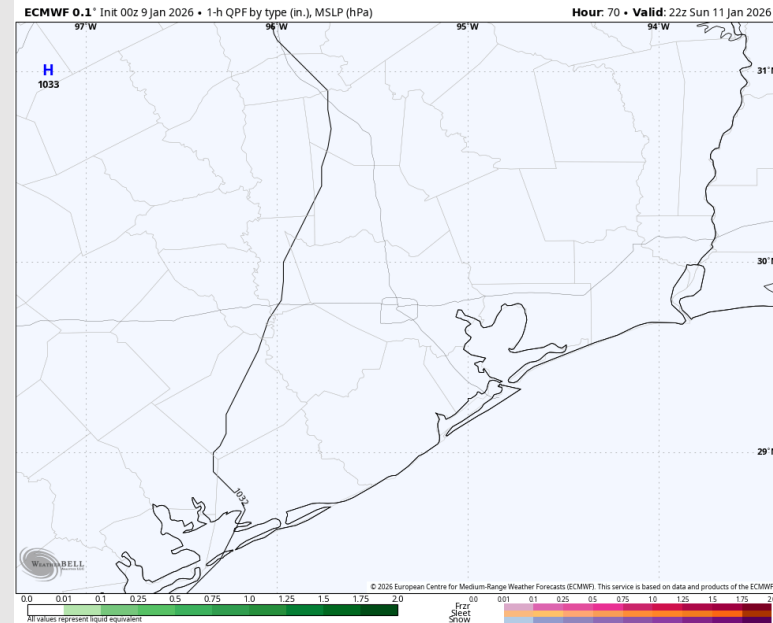 ECMWF 0.1° Init 00z 9 Jan 2026 • 1-h QPF by type (in.), MSLP (hPa)
Hour: 70 • Valid: 22z Sun 11 Jan 2026
97°W 96°W 95°W 94°W
H
1033
31°N
30°N
29°N
1032
WeatherBELL
© 2026 European Centre for Medium-Range Weather Forecasts (ECMWF). This service is based on data and products of the ECMWF
0.0 0.01 0.1 0.25 0.5 0.75 1.0 1.25 1.5 1.75 2.0
All values represent liquid equivalent
0.0 0.01 0.1 0.25 0.5 0.75 1.0 1.25 1.5 1.75
Frzr
Sleet
Snow